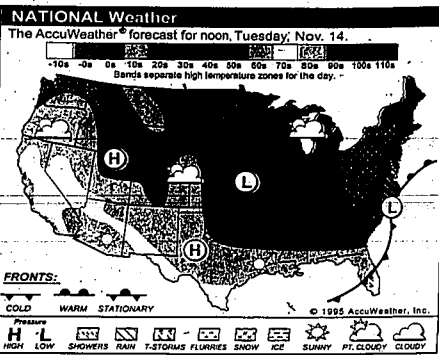 NATIONAL Weather
The AccuWeather® forecast for noon, Tuesday, Nov. 14.
-10s -0s 0s 10s 20s 30s 40s 50s 60s 70s 80s 90s 100s 110s
Bands separate high temperature zones for the day.
H
L
L
H
FRONTS:
COLD WARM STATIONARY
© 1995 AccuWeather, Inc.
Pressure
H L
HIGH LOW SHOWERS RAIN T-STORMS FLURRIES SNOW ICE SUNNY PT. CLOUDY CLOUDY